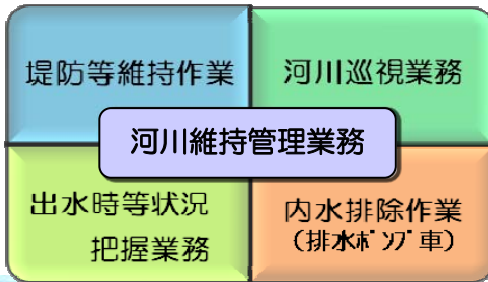 堤防等維持作業
河川巡視業務
河川維持管理業務
出水時等状況
把握業務
内水排除作業
(排水ﾎﾟﾝﾌﾟ車)